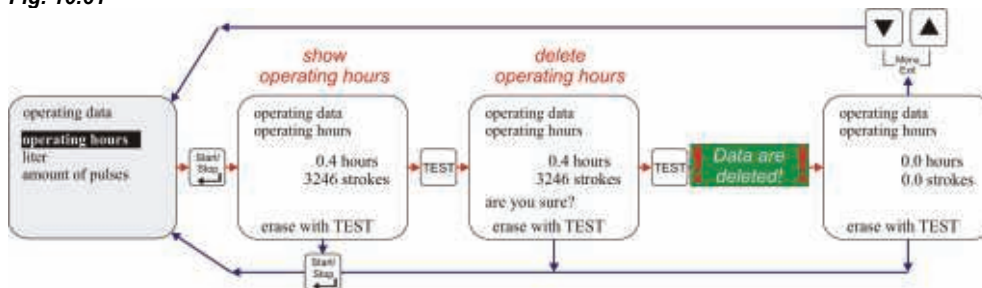 Fig. 10.01
show
operating hours
delete
operating hours
Menu
Exit
operating data
operating hours
liter
amount of pulses
Start/
Stop
operating data
operating hours
0.4 hours
3246 strokes
erase with TEST
TEST
operating data
operating hours
0.4 hours
3246 strokes
are you sure?
erase with TEST
TEST
! Data are
deleted! !
operating data
operating hours
0.0 hours
0.0 strokes
erase with TEST
Start/
Stop